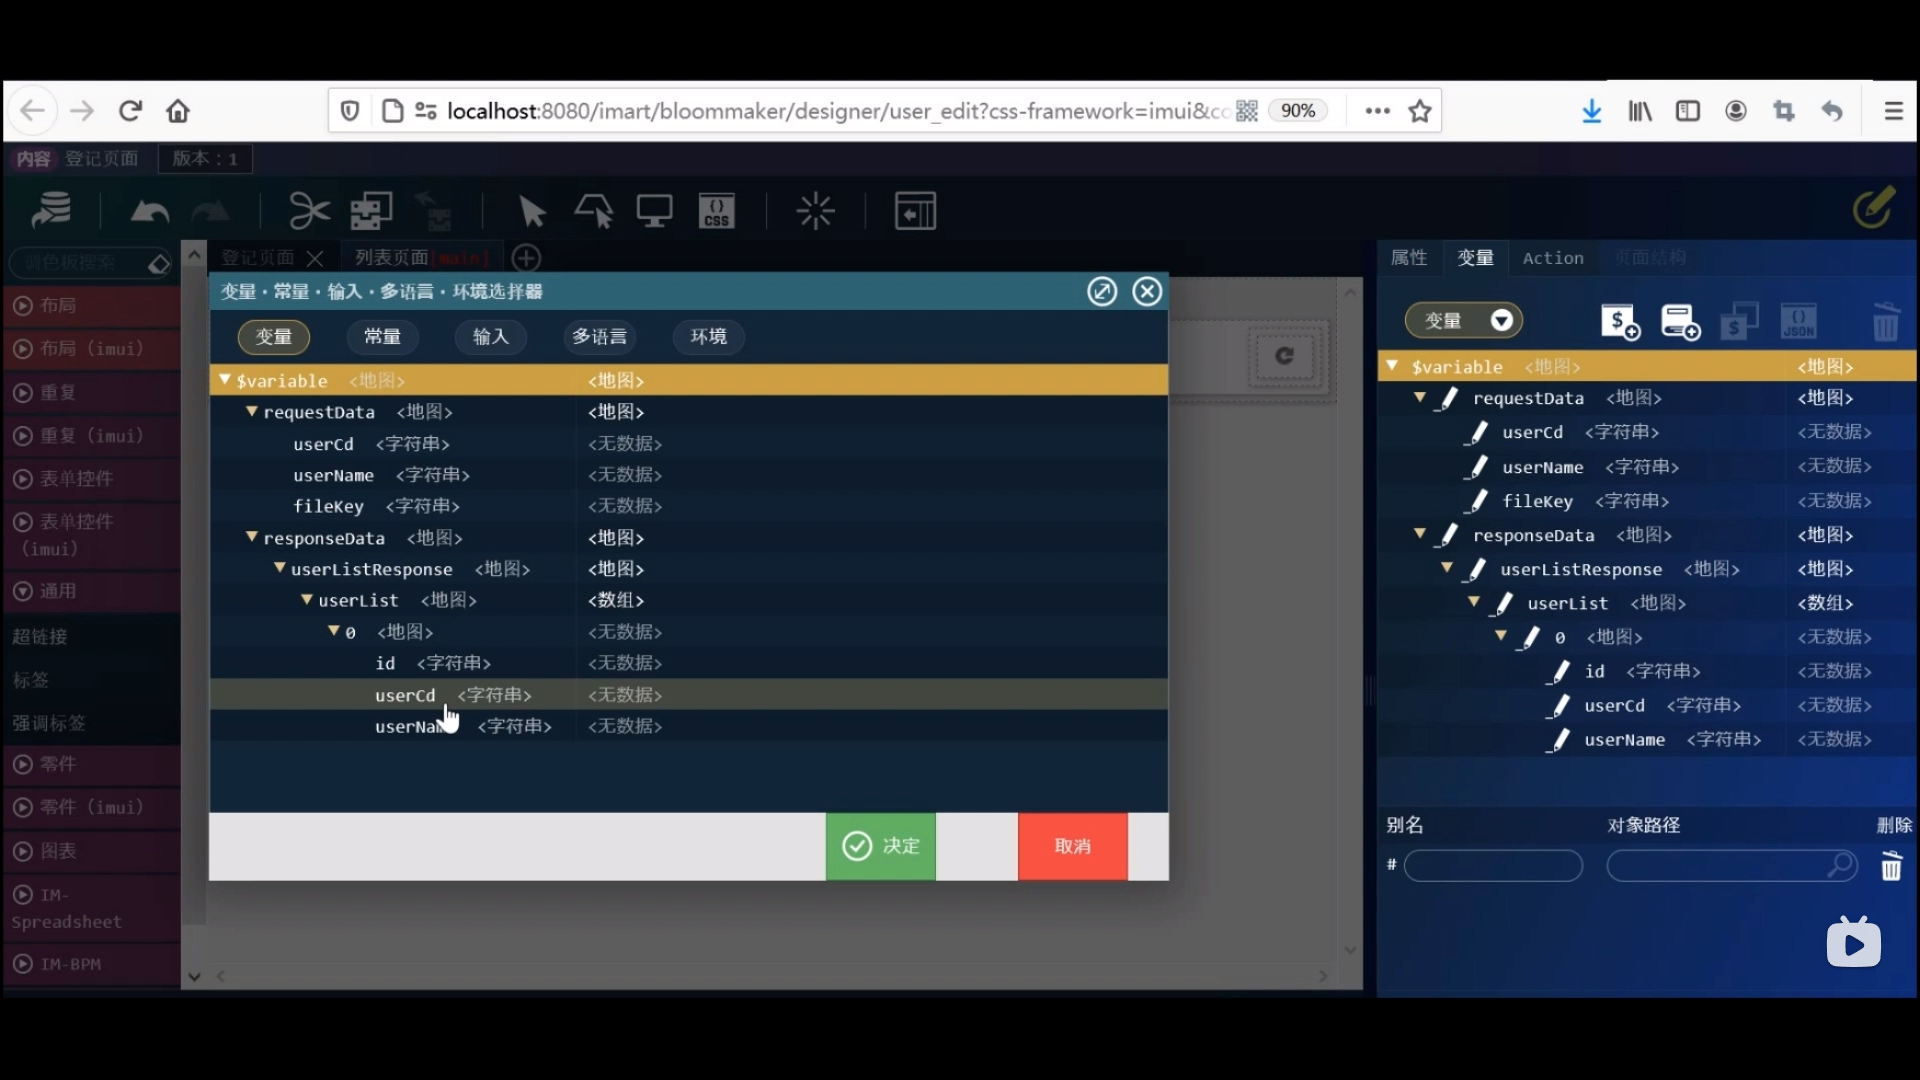 localhost:8080/imart/bloommaker/designer/user_edit?css-framework=imui&co
90%
内容 登记页面 版本：1
{} CSS
调色板搜索
登记页面
列表页面[main]
布局
布局（imui）
重复
重复（imui）
表单控件
表单控件
（imui）
通用
超链接
标签
强调标签
零件
零件（imui）
图表
IM-
Spreadsheet
IM-BPM
变量・常量・输入・多语言・环境选择器
变量 常量 输入 多语言 环境
$variable <地图> <地图>
requestData <地图> <地图>
userCd <字符串> <无数据>
userName <字符串> <无数据>
fileKey <字符串> <无数据>
responseData <地图> <地图>
userListResponse <地图> <地图>
userList <地图> <数组>
0 <地图> <无数据>
id <字符串> <无数据>
userCd <字符串> <无数据>
userNam <字符串> <无数据>
决定
取消
属性 变量 Action 页面结构
变量
{} JSON
$variable <地图> <地图>
requestData <地图> <地图>
userCd <字符串> <无数据>
userName <字符串> <无数据>
fileKey <字符串> <无数据>
responseData <地图> <地图>
userListResponse <地图> <地图>
userList <地图> <数组>
0 <地图> <无数据>
id <字符串> <无数据>
userCd <字符串> <无数据>
userName <字符串> <无数据>
别名 对象路径 删除
#